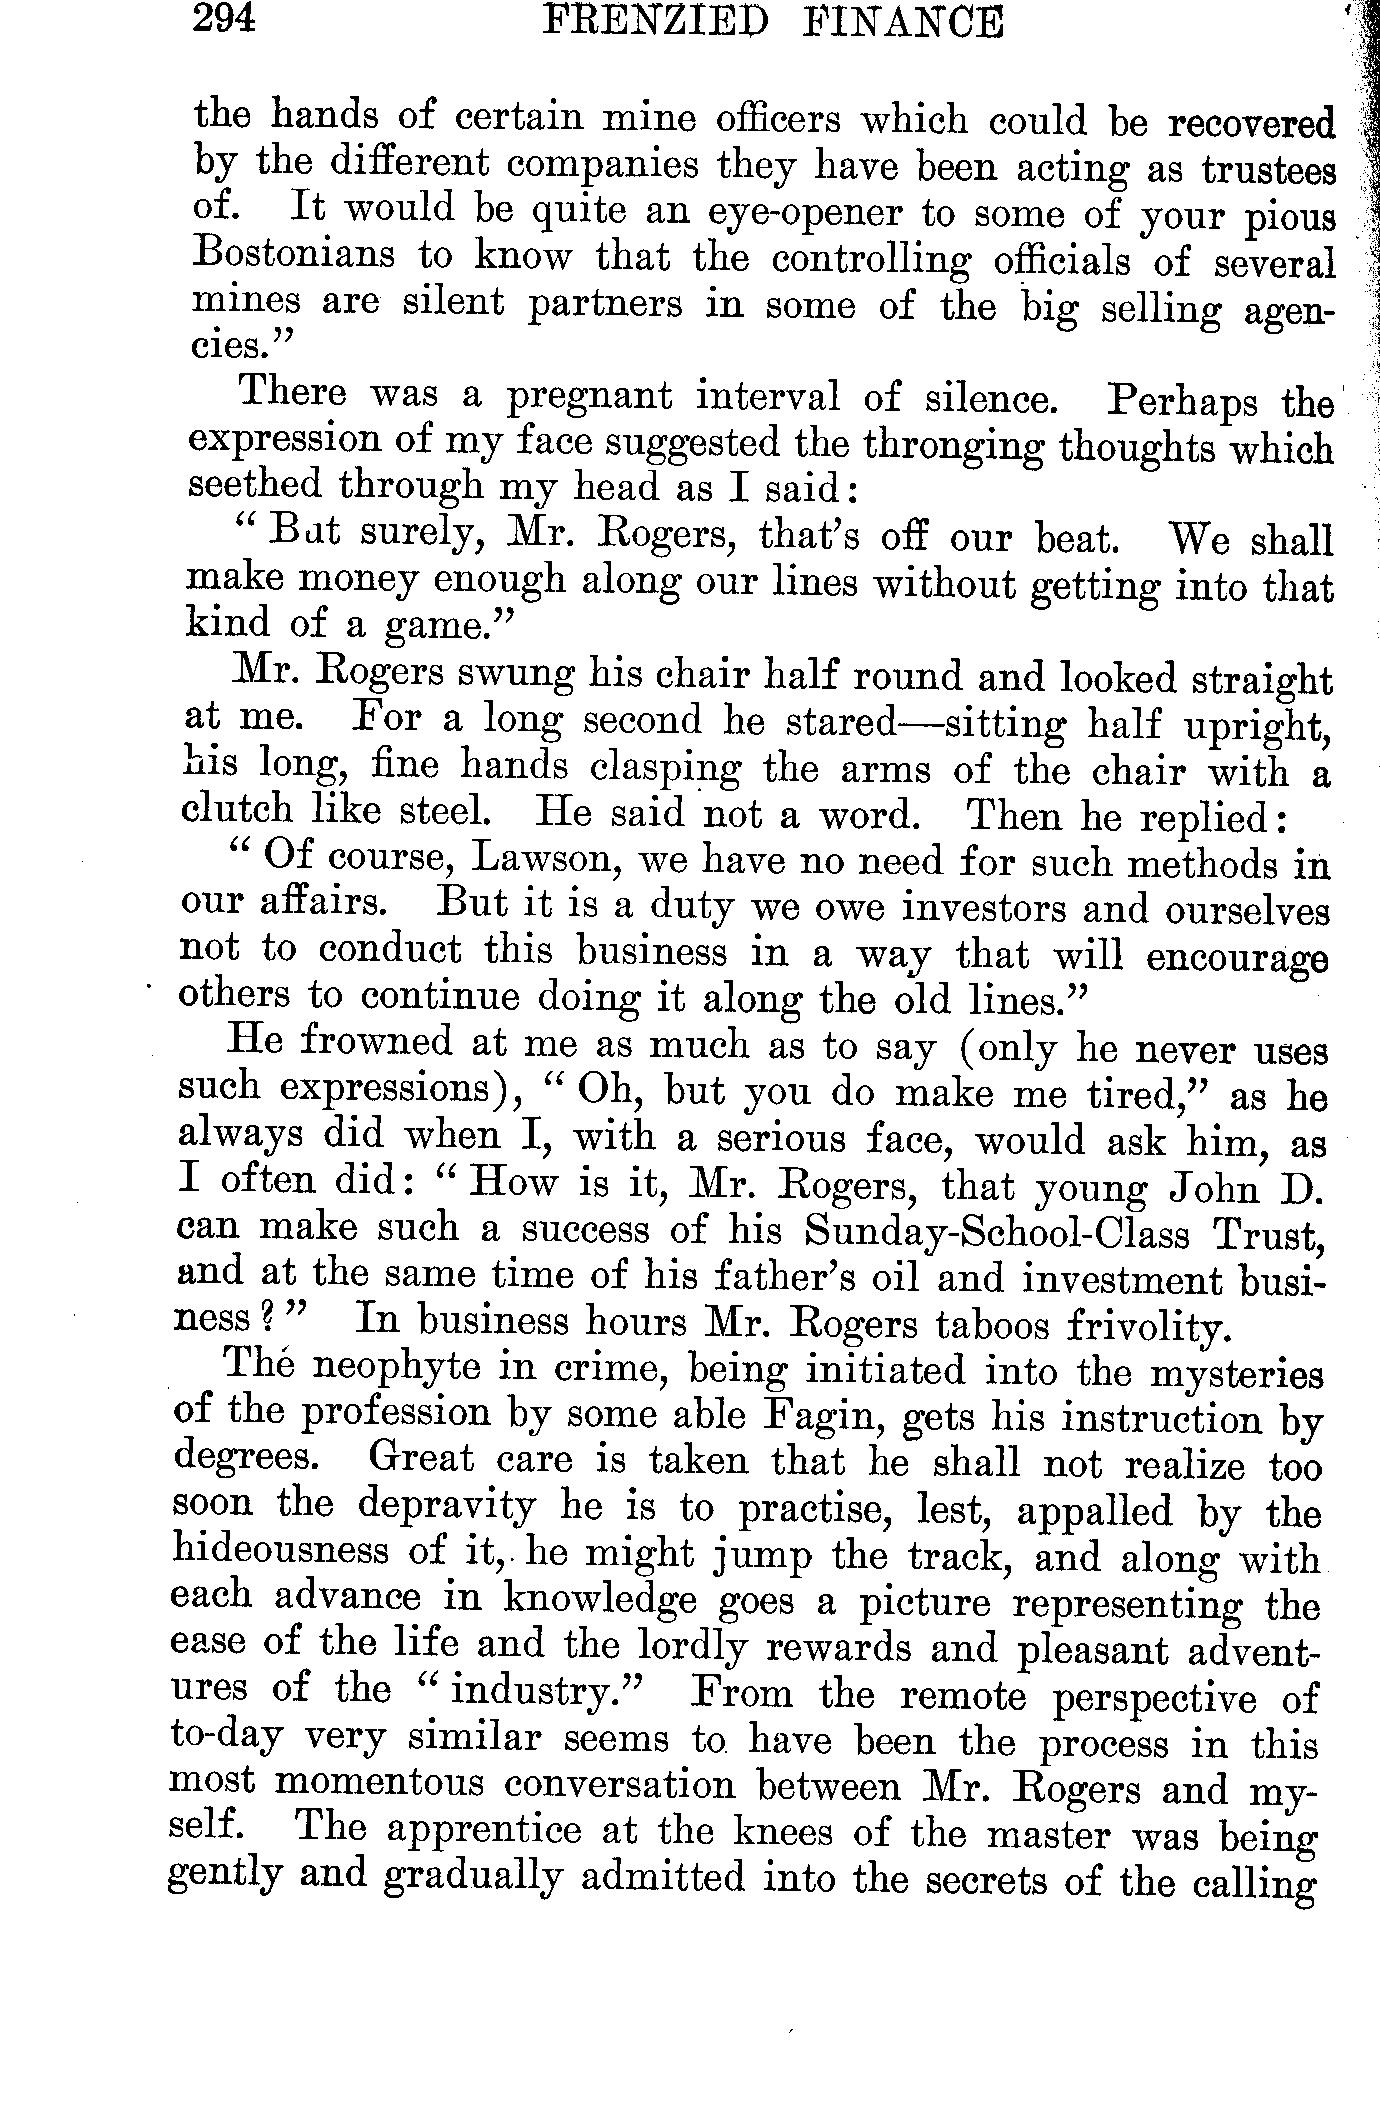 294 FRENZIED FINANCE
the hands of certain mine officers which could be recovered
by the different companies they have been acting as trustees
of. It would be quite an eye-opener to some of your pious
Bostonians to know that the controlling officials of several
mines are silent partners in some of the big selling agen-
cies.”
There was a pregnant interval of silence. Perhaps the
expression of my face suggested the thronging thoughts which
seethed through my head as I said:
“ But surely, Mr. Rogers, that’s off our beat. We shall
make money enough along our lines without getting into that
kind of a game.”
Mr. Rogers swung his chair half round and looked straight
at me. For a long second he stared—sitting half upright,
his long, fine hands clasping the arms of the chair with a
clutch like steel. He said not a word. Then he replied:
“ Of course, Lawson, we have no need for such methods in
our affairs. But it is a duty we owe investors and ourselves
not to conduct this business in a way that will encourage
others to continue doing it along the old lines.”
He frowned at me as much as to say (only he never uses
such expressions), “ Oh, but you do make me tired,” as he
always did when I, with a serious face, would ask him, as
I often did: “ How is it, Mr. Rogers, that young John D.
can make such a success of his Sunday-School-Class Trust,
and at the same time of his father’s oil and investment busi-
ness?” In business hours Mr. Rogers taboos frivolity.
The neophyte in crime, being initiated into the mysteries
of the profession by some able Fagin, gets his instruction by
degrees. Great care is taken that he shall not realize too
soon the depravity he is to practise, lest, appalled by the
hideousness of it, he might jump the track, and along with
each advance in knowledge goes a picture representing the
ease of the life and the lordly rewards and pleasant advent-
ures of the “ industry.” From the remote perspective of
to-day very similar seems to have been the process in this
most momentous conversation between Mr. Rogers and my-
self. The apprentice at the knees of the master was being
gently and gradually admitted into the secrets of the calling